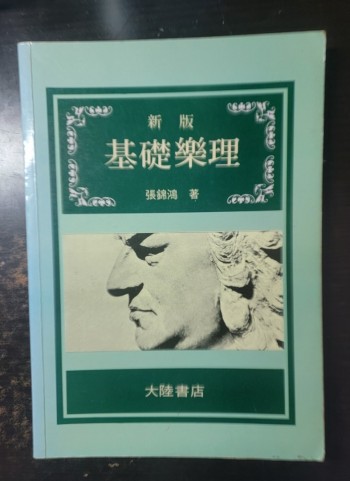 新版
基礎樂理
張錦鴻 著
大陸書店